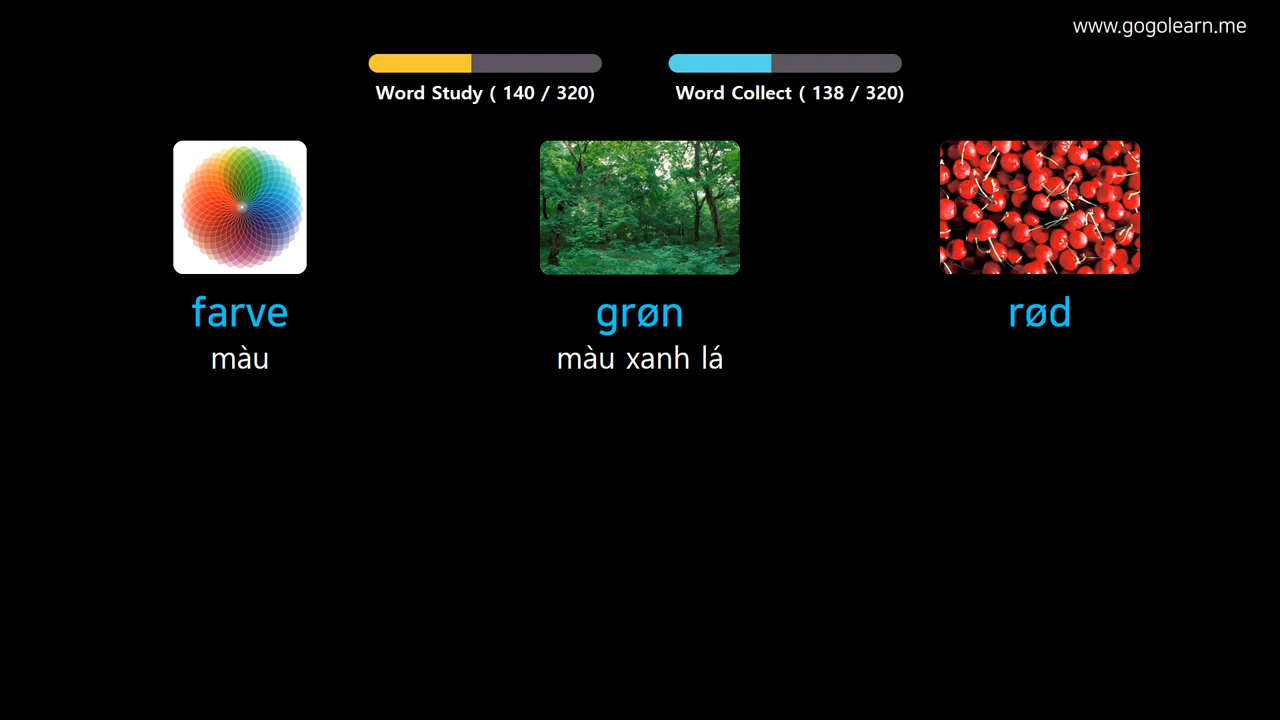 www.gogolearn.me
Word Study ( 140 / 320)
Word Collect ( 138 / 320)
farve
màu
grøn
màu xanh lá
rød